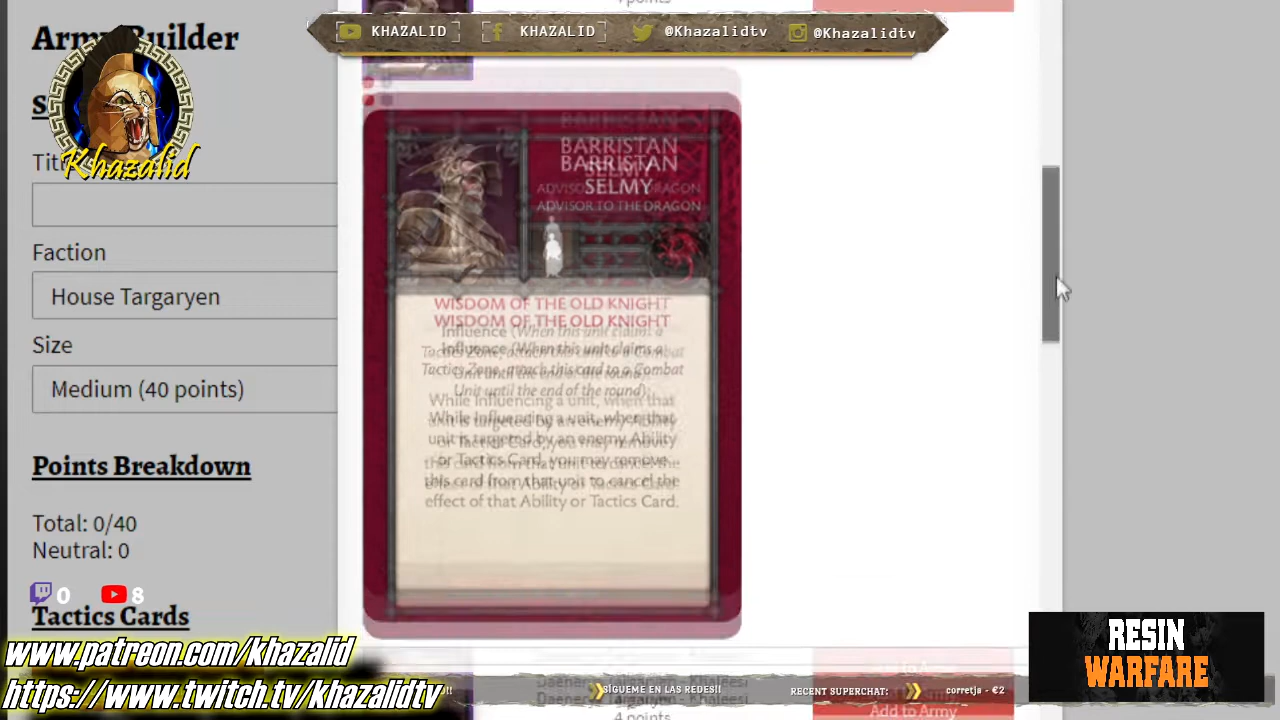 KHAZALID
KHAZALID
@Khazalidtv
@Khazalidtv
Army Builder
Khazalid
Faction
House Targaryen
Size
Medium (40 points)
Points Breakdown
Total: 0/40
Neutral: 0
0
8
Tactics Cards
www.patreon.com/khazalid
https://www.twitch.tv/khazalidtv
BARRISTAN
SELMY
ADVISOR TO THE DRAGON
WISDOM OF THE OLD KNIGHT
Influence (When this unit claims a
Tactics Zone, attach this card to a Combat
Unit until the end of the round):
While Influencing a unit, when that
unit is targeted by an enemy Ability
or Tactics Card, you may remove
this card from that unit to cancel the
effect of that Ability or Tactics Card.
Daenerys Targaryen - Khaleesi
4 points
Add to Army
SÍGUEME EN LAS REDES!!
RECENT SUPERCHAT:
corretja - €2
RESIN
WARFARE